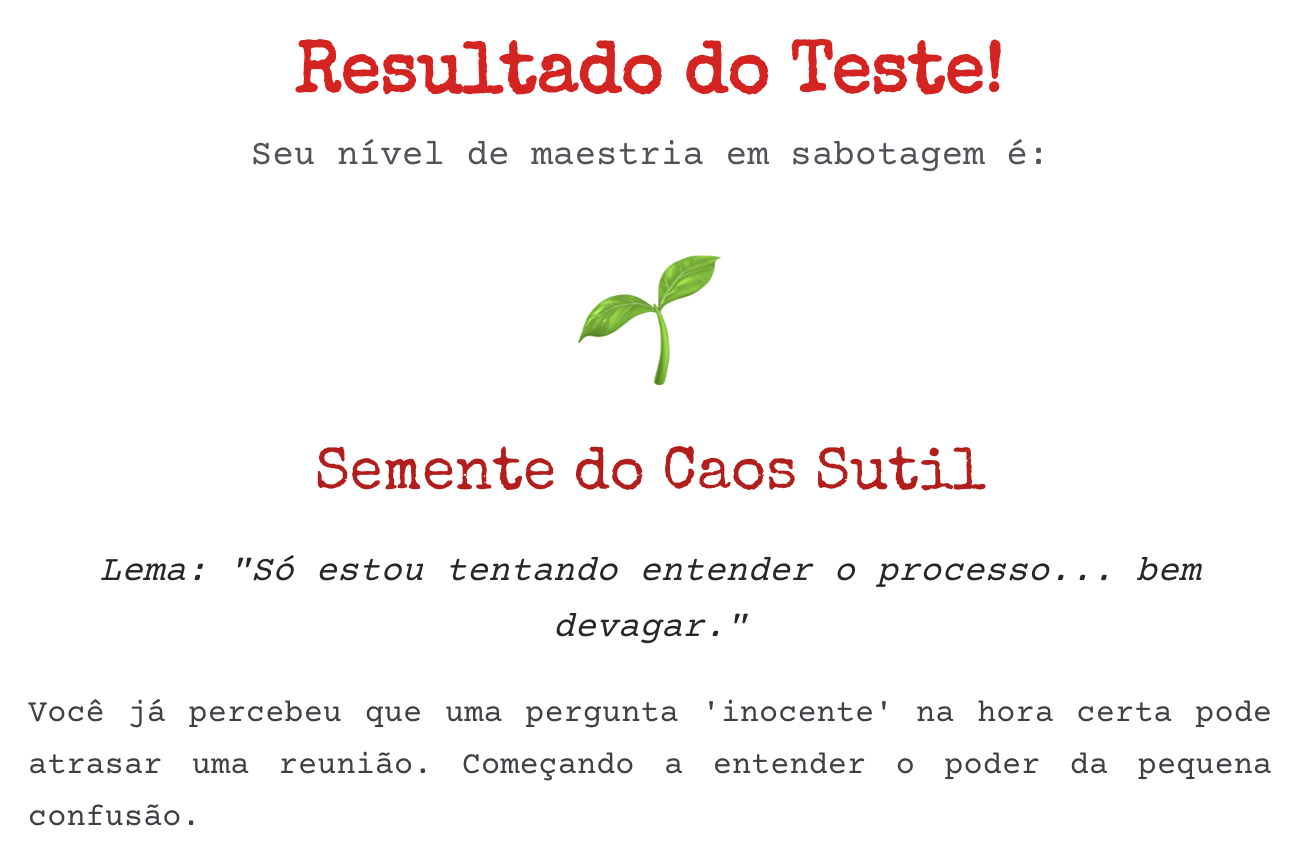 Resultado do Teste!
Seu nível de maestria em sabotagem é:
Semente do Caos Sutil
Lema: "Só estou tentando entender o processo... bem
devagar."
Você já percebeu que uma pergunta 'inocente' na hora certa pode
atrasar uma reunião. Começando a entender o poder da pequena
confusão.